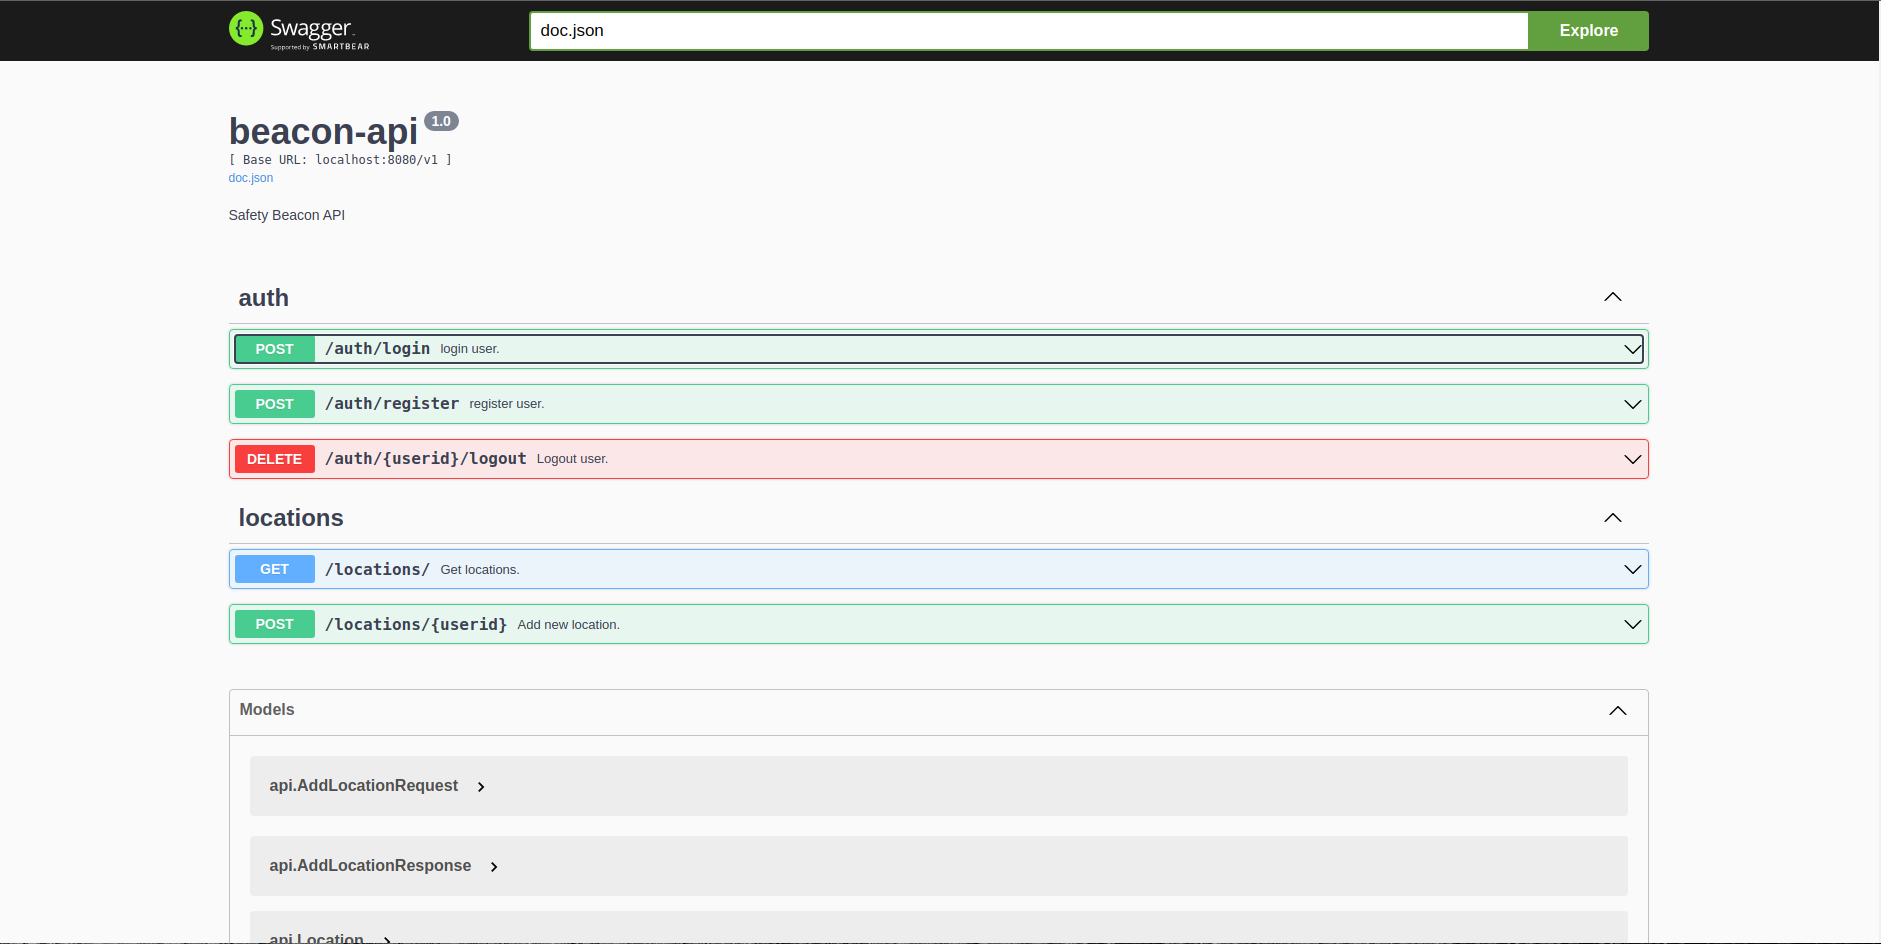 Swagger
Supported by SMARTBEAR
doc.json
Explore
beacon-api 1.0
[ Base URL: localhost:8080/v1 ]
doc.json
Safety Beacon API
auth
POST /auth/login login user.
POST /auth/register register user.
DELETE /auth/{userid}/logout Logout user.
locations
GET /locations/ Get locations.
POST /locations/{userid} Add new location.
Models
api.AddLocationRequest
api.AddLocationResponse
api.Location